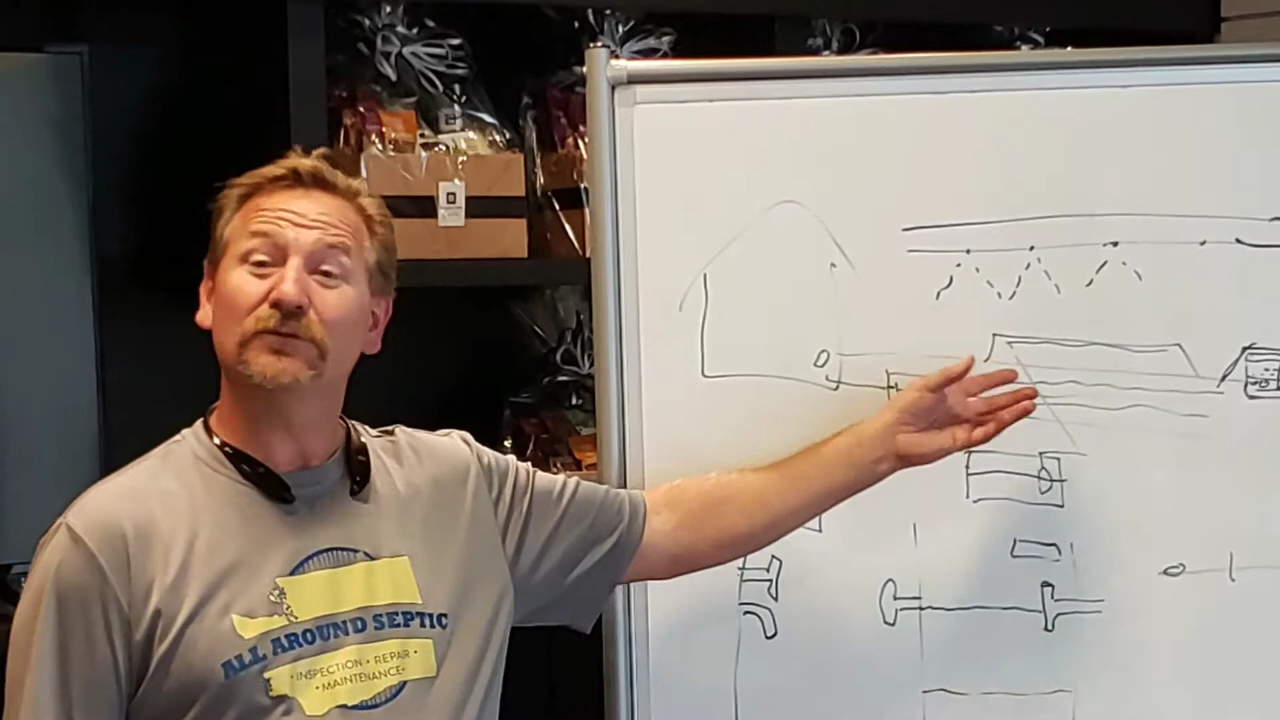 ALL AROUND SEPTIC
• INSPECTION • REPAIR •
• MAINTENANCE •